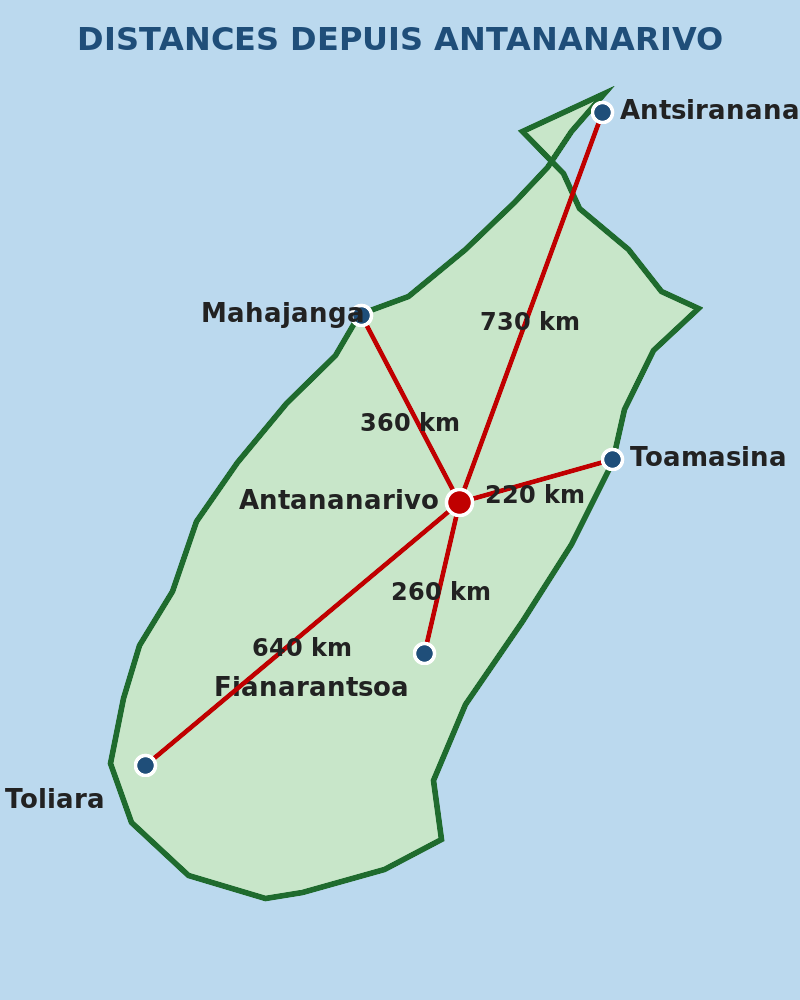 DISTANCES DEPUIS ANTANANARIVO
Antsiranana
Mahajanga
730 km
360 km
Toamasina
220 km
Antananarivo
260 km
640 km
Fianarantsoa
Toliara